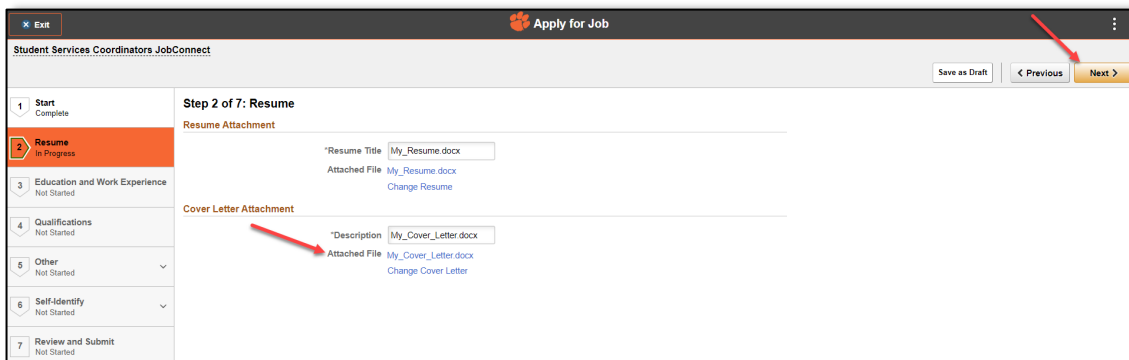 Exit
Apply for Job
Student Services Coordinators JobConnect
Save as Draft
Previous
Next
1 Start
Complete
2 Resume
In Progress
3 Education and Work Experience
Not Started
4 Qualifications
Not Started
5 Other
Not Started
6 Self-Identify
Not Started
7 Review and Submit
Not Started
Step 2 of 7: Resume
Resume Attachment
*Resume Title My_Resume.docx
Attached File My_Resume.docx
Change Resume
Cover Letter Attachment
*Description My_Cover_Letter.docx
Attached File My_Cover_Letter.docx
Change Cover Letter